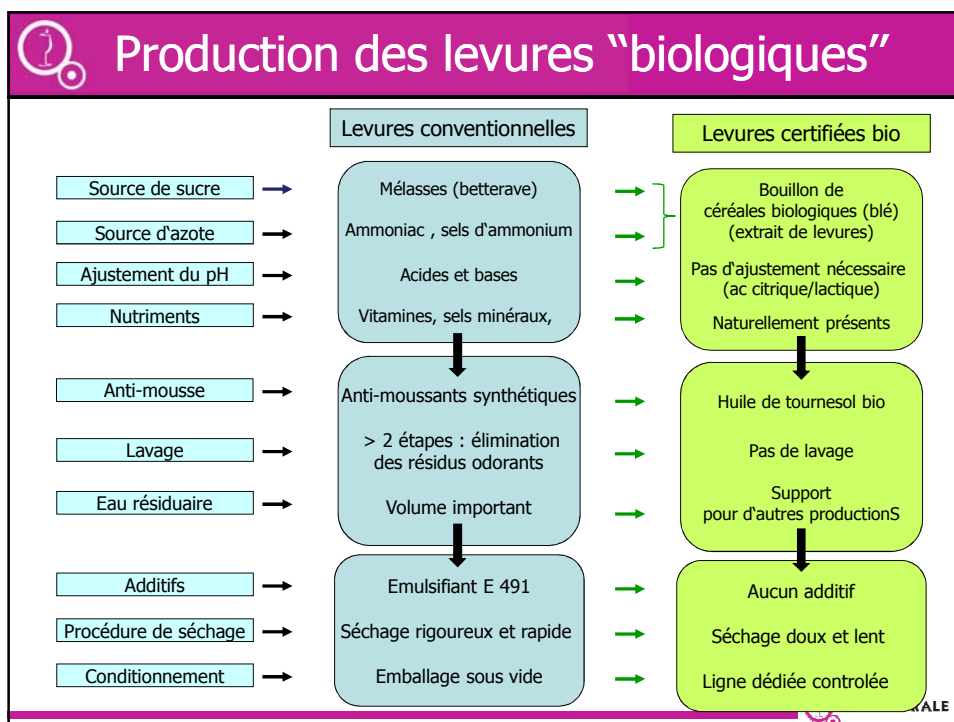 Production des levures “biologiques”
Levures conventionnelles
Levures certifiées bio
Source de sucre
Mélasses (betterave)
Bouillon de
céréales biologiques (blé)
(extrait de levures)
Source d‘azote
Ammoniac , sels d’ammonium
Ajustement du pH
Acides et bases
Pas d‘ajustement nécessaire
(ac citrique/lactique)
Nutriments
Vitamines, sels minéraux,
Naturellement présents
Anti-mousse
Anti-moussants synthétiques
Huile de tournesol bio
Lavage
> 2 étapes : élimination
des résidus odorants
Pas de lavage
Eau résiduaire
Volume important
Support
pour d‘autres productionS
Additifs
Emulsifiant E 491
Aucun additif
Procédure de séchage
Séchage rigoureux et rapide
Séchage doux et lent
Conditionnement
Emballage sous vide
Ligne dédiée controlée